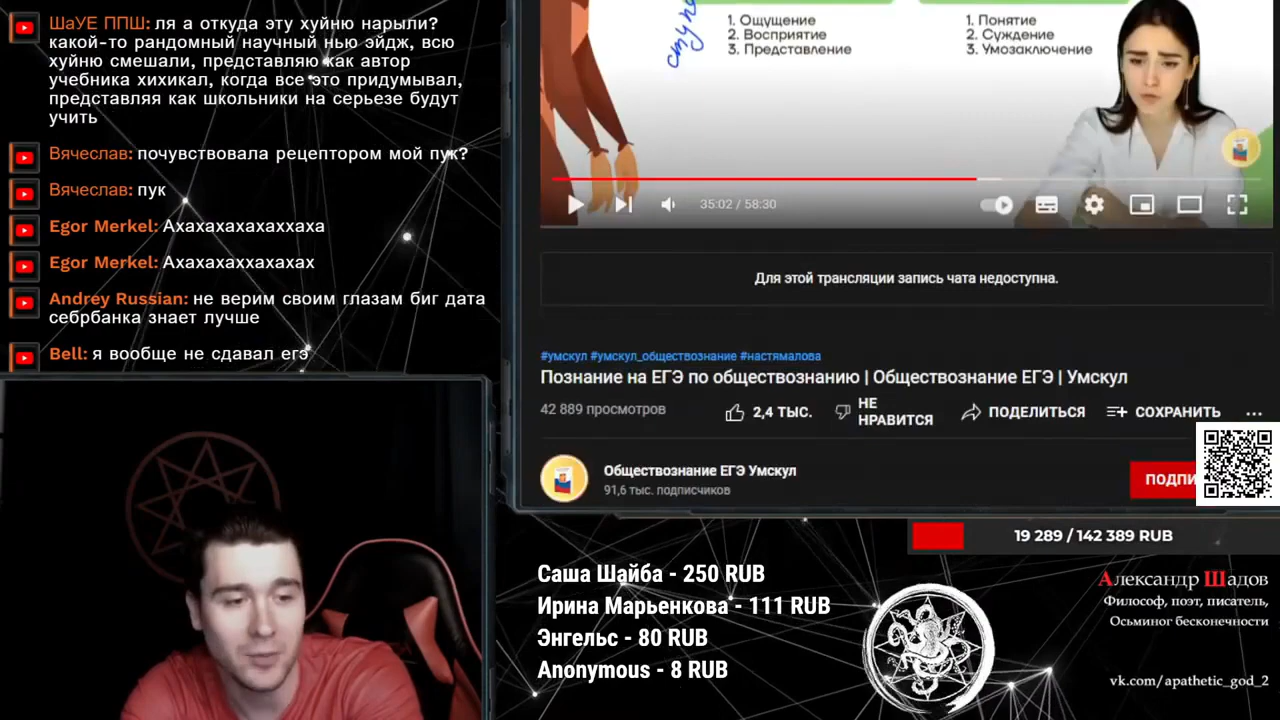 ШаУЕ ППШ: ля а откуда эту хуйню нарыли?
какой-то рандомный научный нью эйдж, всю
хуйню смешали, представляю как автор
учебника хихикал, когда все это придумывал,
представляя как школьники на серьезе будут
учить
Вячеслав: почувствовала рецептором мой пук?
Вячеслав: пук
Egor Merkel: Ахахахахахаххаха
Egor Merkel: Ахахахаххахахах
Andrey Russian: не верим своим глазам биг дата
себрбанка знает лучше
Bell: я вообще не сдавал егэ
1. Ощущение
2. Восприятие
3. Представление
1. Понятие
2. Суждение
3. Умозаключение
35:02 / 58:30
Для этой трансляции запись чата недоступна.
#умскул #умскул_обществознание #настямалова
Познание на ЕГЭ по обществознанию | Обществознание ЕГЭ | Умскул
42 889 просмотров
2,4 ТЫС.
НЕ
НРАВИТСЯ
ПОДЕЛИТЬСЯ
СОХРАНИТЬ
Обществознание ЕГЭ Умскул
91,6 тыс. подписчиков
ПОДПИ
19 289 / 142 389 RUB
Саша Шайба - 250 RUB
Ирина Марьенкова - 111 RUB
Энгельс - 80 RUB
Anonymous - 8 RUB
Александр Шадов
Философ, поэт, писатель,
Осьминог бесконечности
vk.com/apathetic_god_2